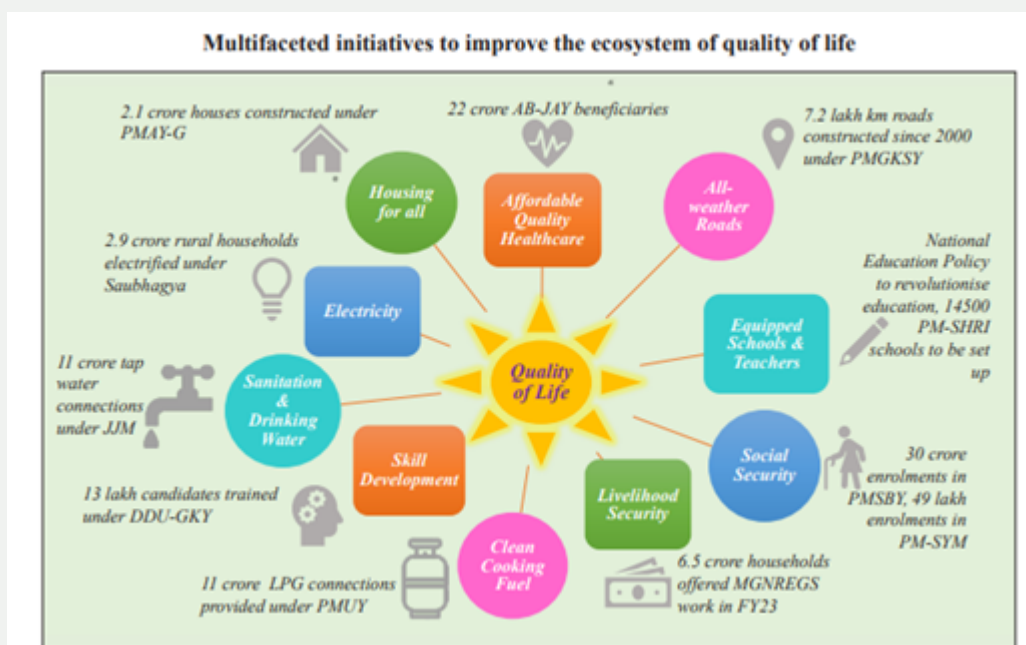 Multifaceted initiatives to improve the ecosystem of quality of life
2.1 crore houses constructed under
PMAY-G
22 crore AB-JAY beneficiaries
7.2 lakh km roads
constructed since 2000
under PMGKSY
Housing
for all
Affordable
Quality
Healthcare
All-
weather
Roads
2.9 crore rural households
electrified under
Saubhagya
Electricity
National
Education Policy
to revolutionise
education, 14500
PM-SHRI
schools to be set
up
Equipped
Schools &
Teachers
Quality
of Life
11 crore tap
water
connections
under JJM
Sanitation
&
Drinking
Water
Skill
Development
Social
Security
30 crore
enrolments in
PMSBY, 49 lakh
enrolments in
PM-SYM
13 lakh candidates trained
under DDU-GKY
Livelihood
Security
Clean
Cooking
Fuel
11 crore LPG connections
provided under PMUY
6.5 crore households
offered MGNREGS
work in FY23